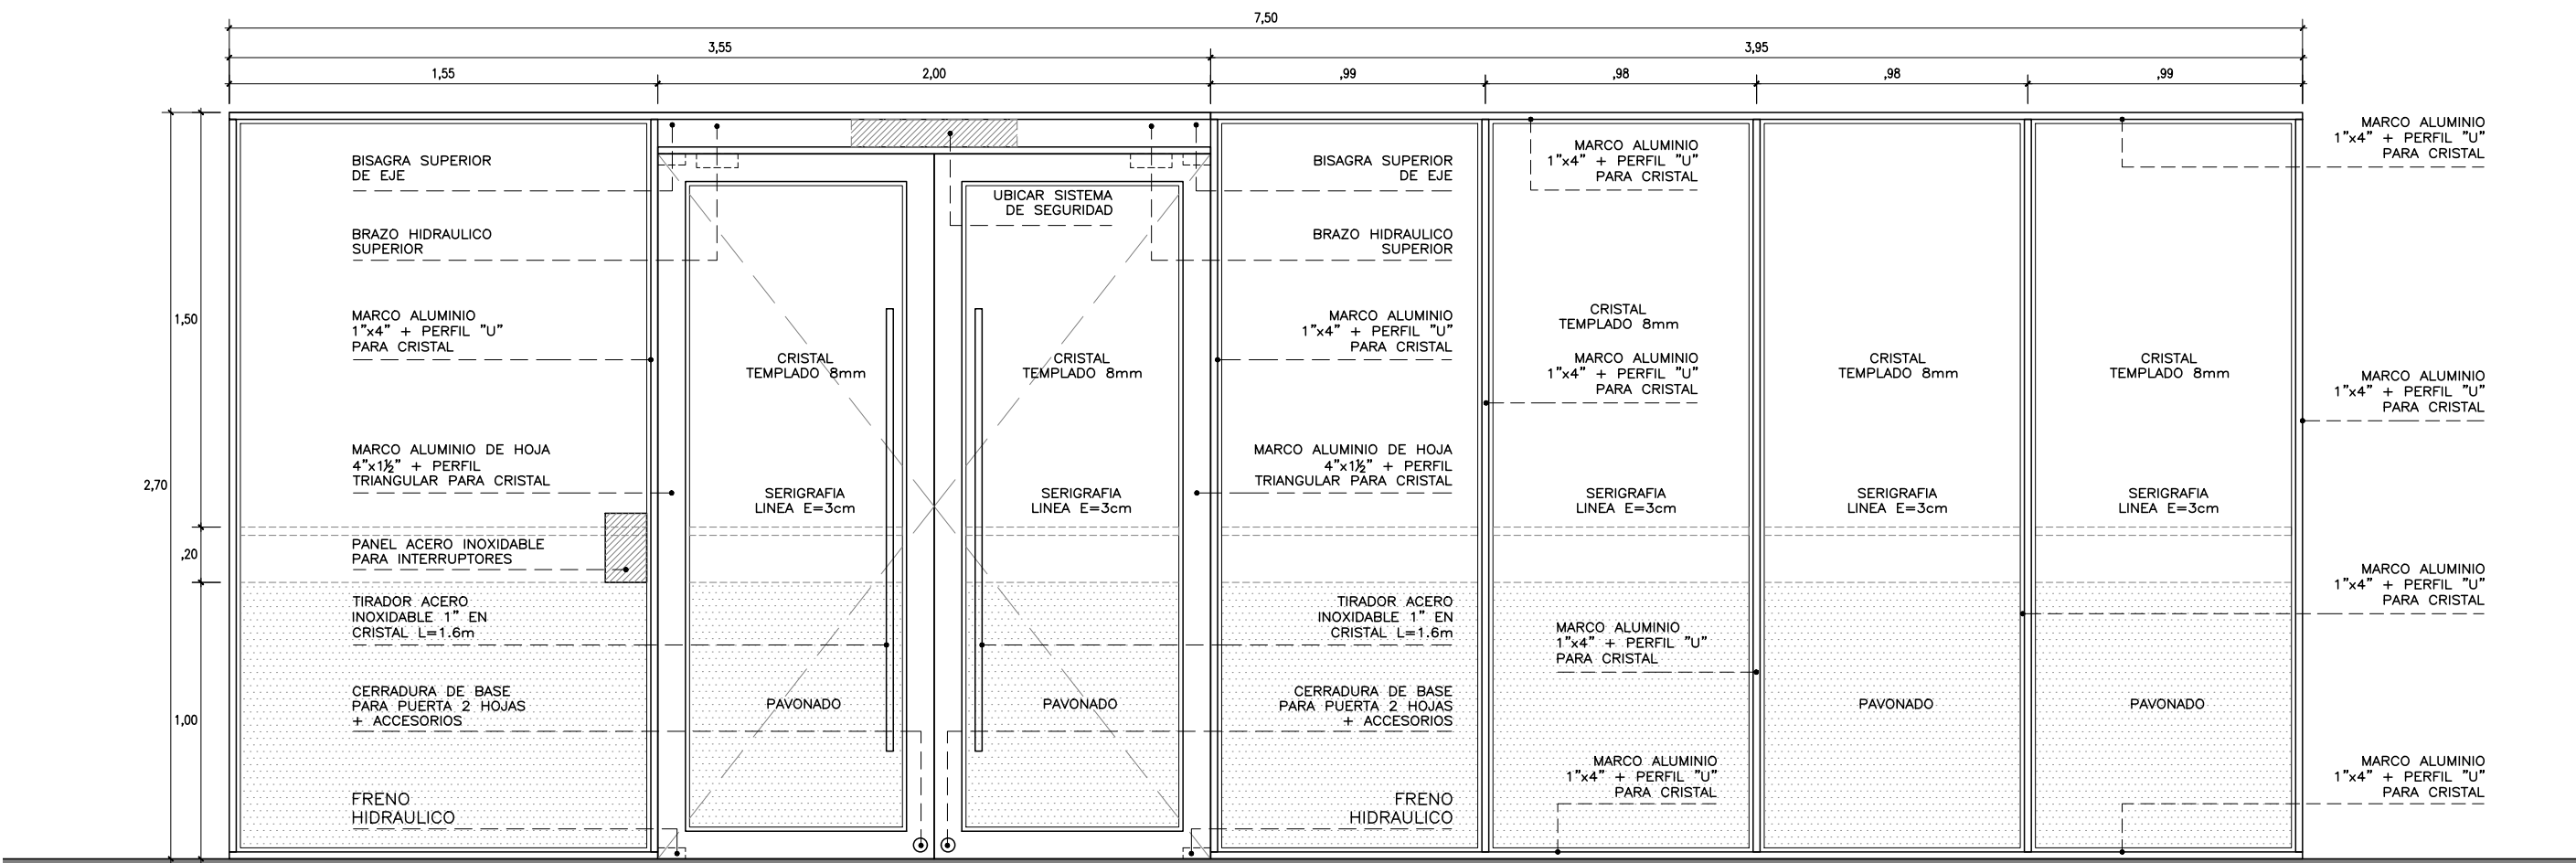 7,50
3,55
3,95
1,55
2,00
,99
,98
,98
,99
2,70
1,50
,20
1,00
BISAGRA SUPERIOR
DE EJE
BRAZO HIDRAULICO
SUPERIOR
MARCO ALUMINIO
1"x4" + PERFIL "U"
PARA CRISTAL
MARCO ALUMINIO DE HOJA
4"x1½" + PERFIL
TRIANGULAR PARA CRISTAL
PANEL ACERO INOXIDABLE
PARA INTERRUPTORES
TIRADOR ACERO
INOXIDABLE 1" EN
CRISTAL L=1.6m
CERRADURA DE BASE
PARA PUERTA 2 HOJAS
+ ACCESORIOS
FRENO
HIDRAULICO
CRISTAL
TEMPLADO 8mm
SERIGRAFIA
LINEA E=3cm
PAVONADO
UBICAR SISTEMA
DE SEGURIDAD
CRISTAL
TEMPLADO 8mm
SERIGRAFIA
LINEA E=3cm
PAVONADO
BISAGRA SUPERIOR
DE EJE
BRAZO HIDRAULICO
SUPERIOR
MARCO ALUMINIO
1"x4" + PERFIL "U"
PARA CRISTAL
MARCO ALUMINIO DE HOJA
4"x1½" + PERFIL
TRIANGULAR PARA CRISTAL
TIRADOR ACERO
INOXIDABLE 1" EN
CRISTAL L=1.6m
CERRADURA DE BASE
PARA PUERTA 2 HOJAS
+ ACCESORIOS
FRENO
HIDRAULICO
MARCO ALUMINIO
1"x4" + PERFIL "U"
PARA CRISTAL
CRISTAL
TEMPLADO 8mm
MARCO ALUMINIO
1"x4" + PERFIL "U"
PARA CRISTAL
SERIGRAFIA
LINEA E=3cm
MARCO ALUMINIO
1"x4" + PERFIL "U"
PARA CRISTAL
MARCO ALUMINIO
1"x4" + PERFIL "U"
PARA CRISTAL
CRISTAL
TEMPLADO 8mm
SERIGRAFIA
LINEA E=3cm
PAVONADO
CRISTAL
TEMPLADO 8mm
SERIGRAFIA
LINEA E=3cm
PAVONADO
MARCO ALUMINIO
1"x4" + PERFIL "U"
PARA CRISTAL
MARCO ALUMINIO
1"x4" + PERFIL "U"
PARA CRISTAL
MARCO ALUMINIO
1"x4" + PERFIL "U"
PARA CRISTAL
MARCO ALUMINIO
1"x4" + PERFIL "U"
PARA CRISTAL